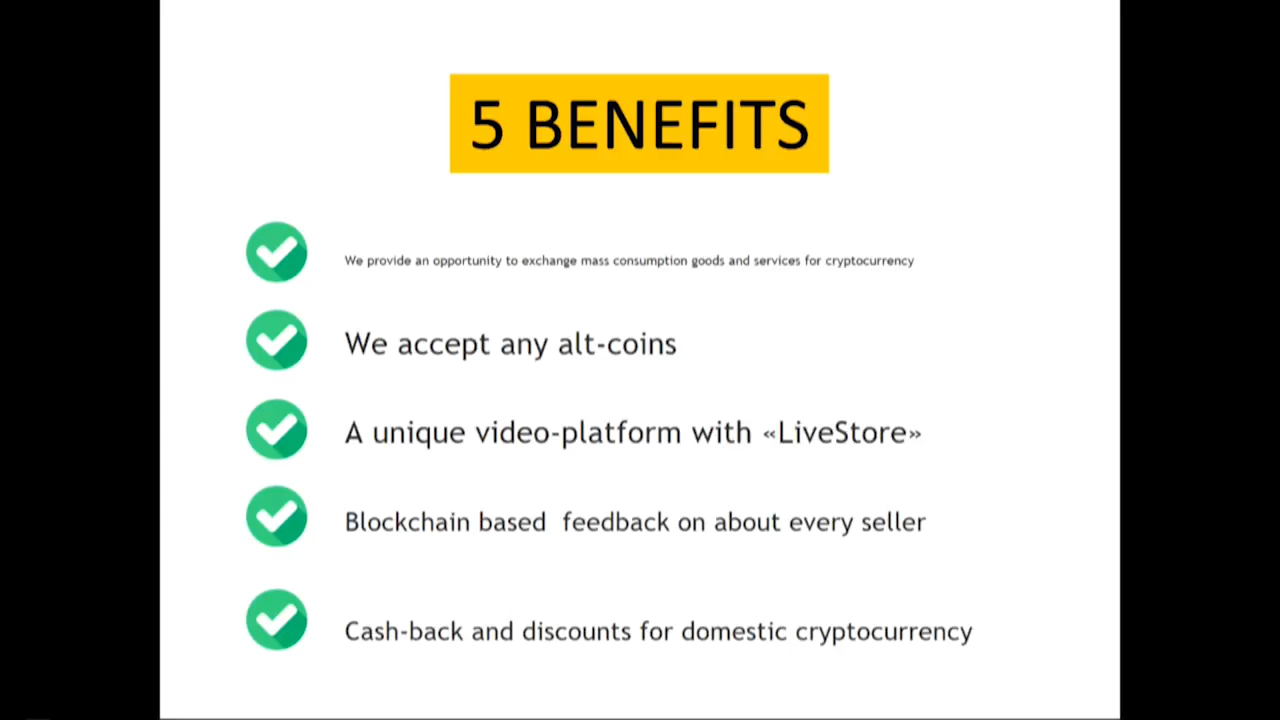 5 BENEFITS
We provide an opportunity to exchange mass consumption goods and services for cryptocurrency
We accept any alt-coins
A unique video-platform with «LiveStore»
Blockchain based  feedback on about every seller
Cash-back and discounts for domestic cryptocurrency